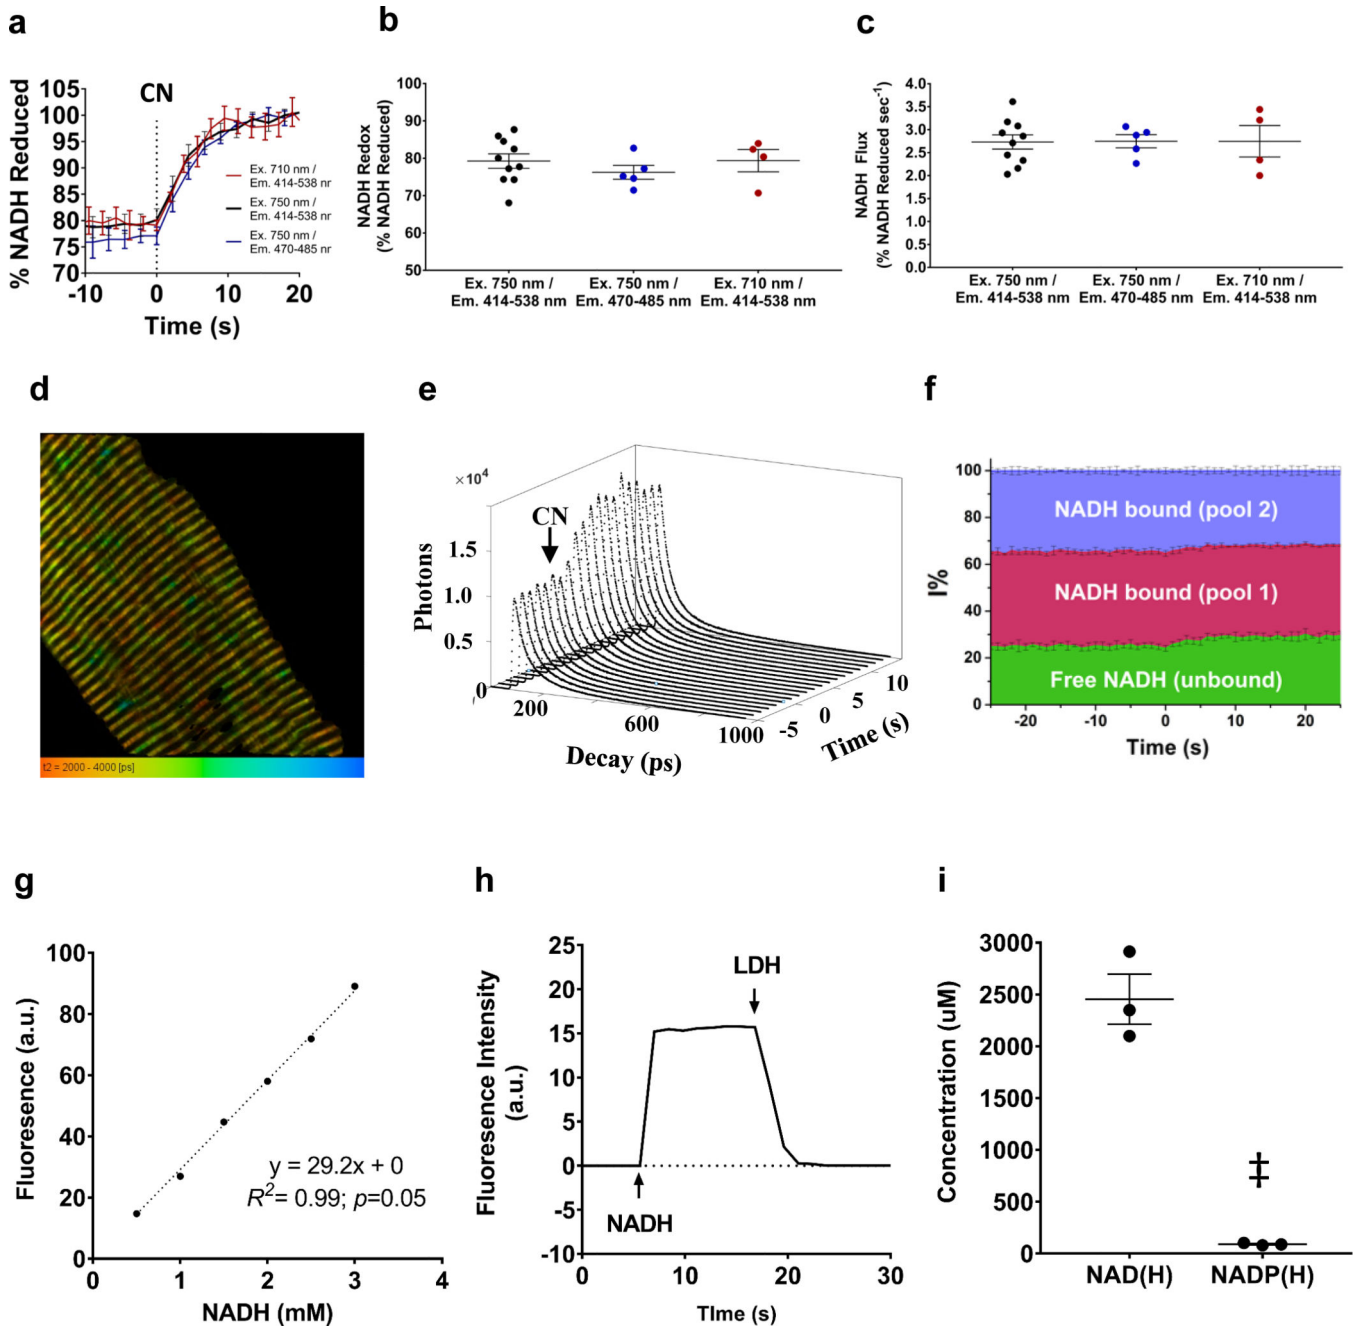 a
% NADH Reduced
105
100
95
90
85
80
75
70
CN
Ex. 710 nm /
Em. 414-538 nr
Ex. 750 nm /
Em. 414-538 nr
Ex. 750 nm /
Em. 470-485 nr
-10
0
10
20
Time (s)
b
NADH Redox
(% NADH Reduced)
100
90
80
70
60
50
Ex. 750 nm /
Em. 414-538 nm
Ex. 750 nm /
Em. 470-485 nm
Ex. 710 nm /
Em. 414-538 nm
c
NADH Flux
(% NADH Reduced sec-1)
4.0
3.5
3.0
2.5
2.0
1.5
1.0
0.5
0.0
Ex. 750 nm /
Em. 414-538 nm
Ex. 750 nm /
Em. 470-485 nm
Ex. 710 nm /
Em. 414-538 nm
d
t2 = 2000 - 4000 [ps]
e
×10⁴
CN
Photons
1.5
1.0
0.5
0
200
600
1000
Decay (ps)
-5
0
5
10
Time (s)
f
I%
100
80
60
40
20
0
NADH bound (pool 2)
NADH bound (pool 1)
Free NADH (unbound)
-20
-10
0
10
20
Time (s)
g
Fluoresence (a.u.)
100
80
60
40
20
0
y = 29.2x + 0
R²= 0.99; p=0.05
0
1
2
3
4
NADH (mM)
h
Fluoresence Intensity
(a.u.)
25
20
15
10
5
0
-5
-10
LDH
NADH
0
10
20
30
TIme (s)
i
Concentration (uM)
3000
2500
2000
1000
500
0
NAD(H)
NADP(H)